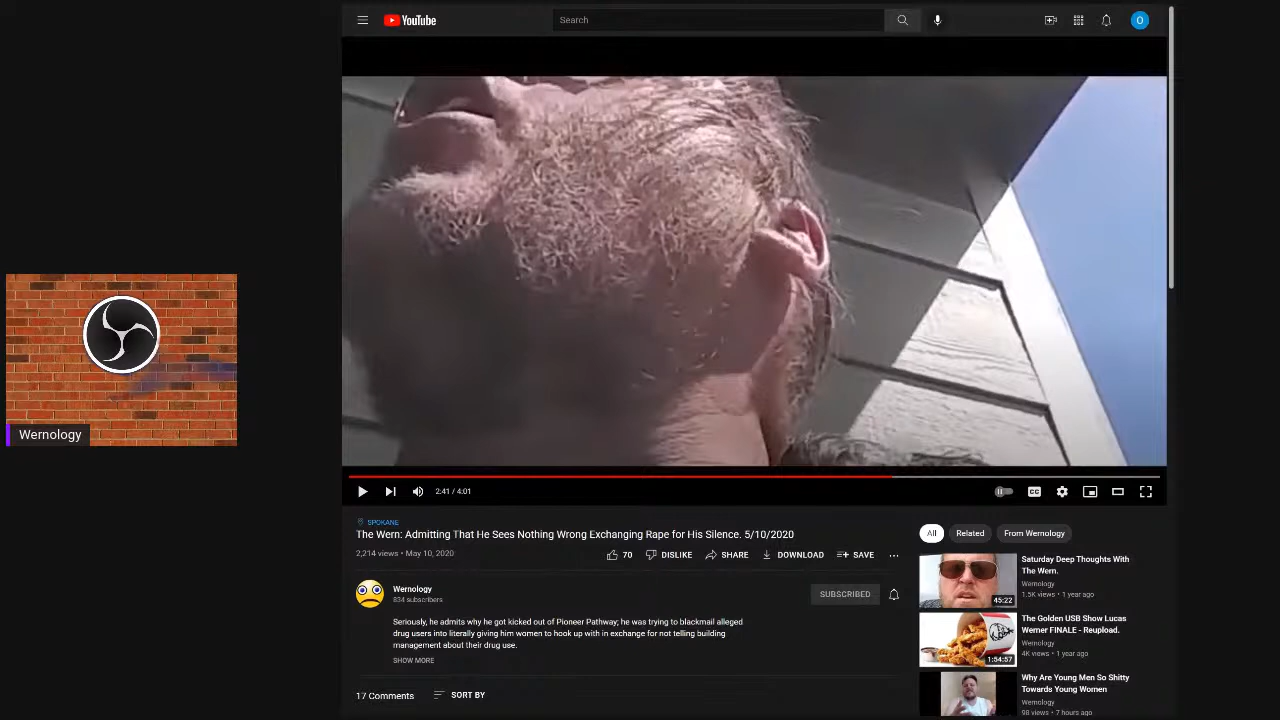 YouTube
Search
O
2:41 / 4:01
CC
SPOKANE
The Wern: Admitting That He Sees Nothing Wrong Exchanging Rape for His Silence. 5/10/2020
2,214 views • May 10, 2020
70
DISLIKE
SHARE
DOWNLOAD
SAVE
Wernology
834 subscribers
SUBSCRIBED
Seriously, he admits why he got kicked out of Pioneer Pathway; he was trying to blackmail alleged
drug users into literally giving him women to hook up with in exchange for not telling building
management about their drug use.
SHOW MORE
17 Comments
SORT BY
All
Related
From Wernology
Saturday Deep Thoughts With
The Wern.
Wernology
1.5K views • 1 year ago
45:22
The Golden USB Show Lucas
Werner FINALE - Reupload.
Wernology
4K views • 1 year ago
1:54:57
Why Are Young Men So Shitty
Towards Young Women
Wernology
98 views • 7 hours ago
Wernology